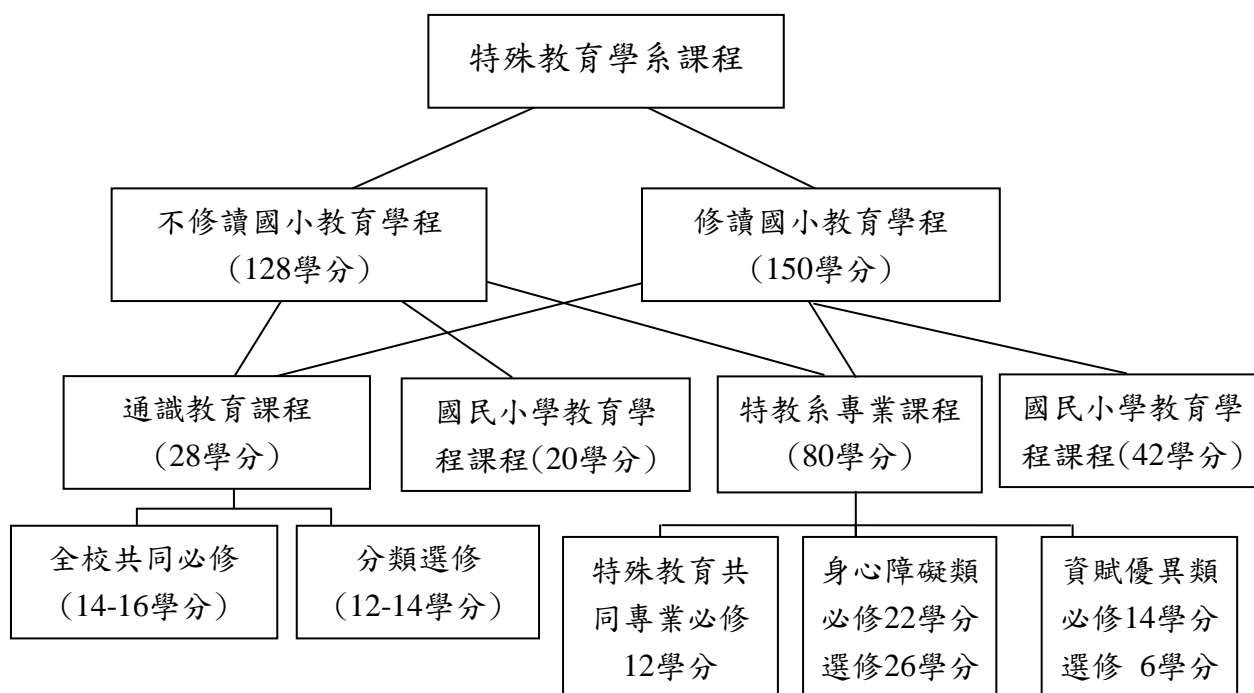 特殊教育學系課程
不修讀國小教育學程
(128學分)
修讀國小教育學程
(150學分)
通識教育課程
(28學分)
國民小學教育學
程課程(20學分)
特教系專業課程
(80學分)
國民小學教育學
程課程(42學分)
全校共同必修
(14-16學分)
分類選修
(12-14學分)
特殊教育共
同專業必修
12學分
身心障礙類
必修22學分
選修26學分
資賦優異類
必修14學分
選修 6學分